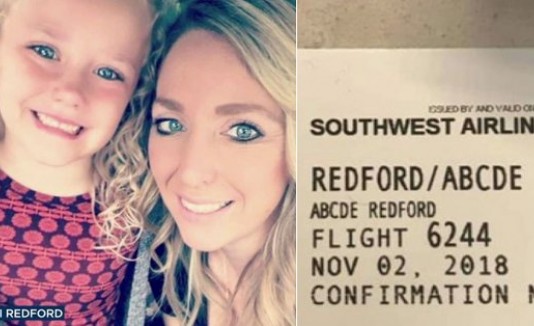 ISSUED BY AND VALID ON
SOUTHWEST AIRLIN
REDFORD/ABCDE
ABCDE REDFORD
FLIGHT 6244
NOV 02, 2018
CONFIRMATION
I REDFORD